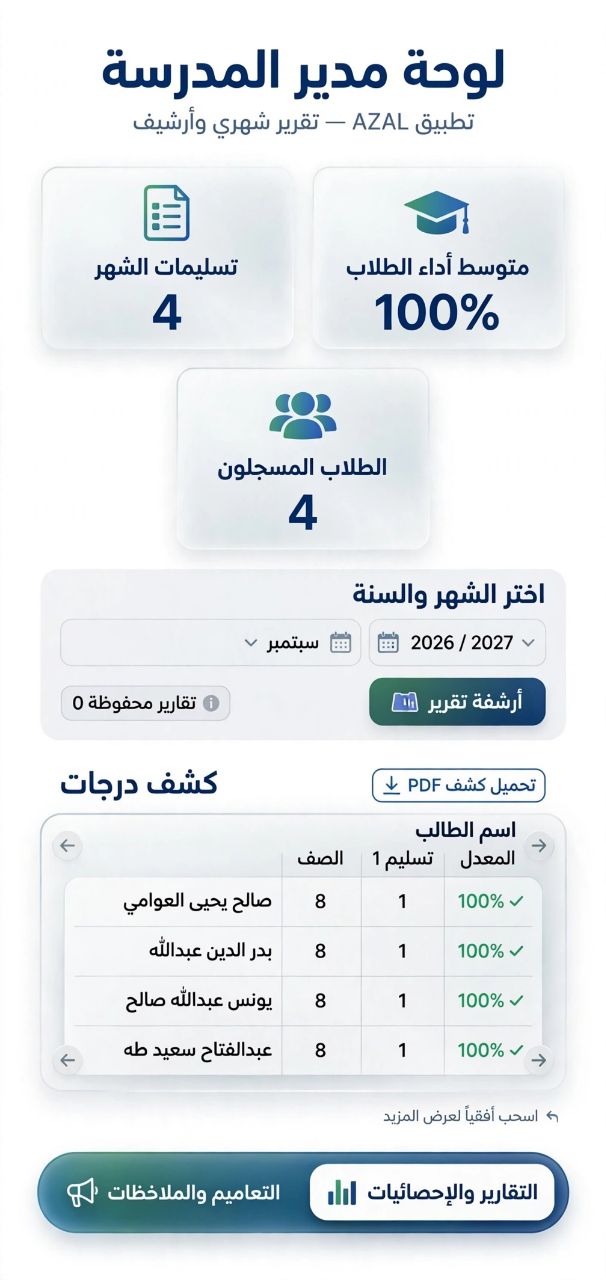 لوحة مدير المدرسة
تطبيق AZAL — تقرير شهري وأرشيف
متوسط أداء الطلاب
100%
تسليمات الشهر
4
الطلاب المسجلون
4
اختر الشهر والسنة
2026 / 2027
سبتمبر
أرشفة تقرير
تقارير محفوظة 0
تحميل كشف PDF
كشف درجات
اسم الطالب
المعدل تسليم 1 الصف
100% 1 8 صالح يحيى العوامي
100% 1 8 بدر الدين عبدالله
100% 1 8 يونس عبدالله صالح
100% 1 8 عبدالفتاح سعيد طه
اسحب أفقياً لعرض المزيد
التقارير والإحصائيات
التعاميم والملاحظات